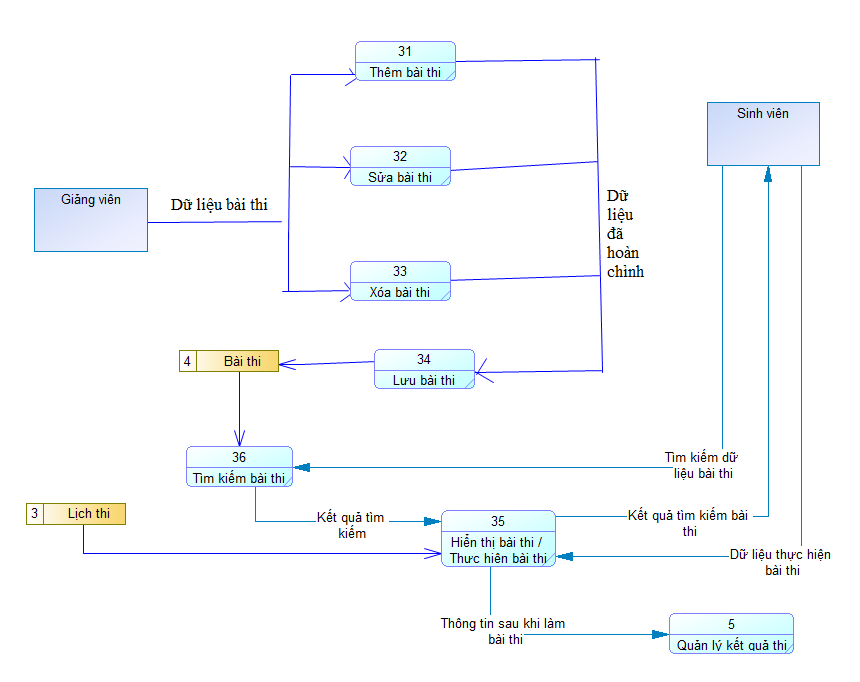 31
Thêm bài thi
Sinh viên
32
Sửa bài thi
Giảng viên
Dữ liệu bài thi
Dữ
liệu
đã
hoàn
chỉnh
33
Xóa bài thi
4
Bài thi
34
Lưu bài thi
36
Tìm kiếm bài thi
Tìm kiếm dữ
liệu bài thi
3
Lịch thi
Kết quả tìm
kiếm
35
Hiển thị bài thi /
Thực hiện bài thi
Kết quả tìm kiếm bài
thi
Dữ liệu thực hiện
bài thi
Thông tin sau khi làm
bài thi
5
Quản lý kết quả thi